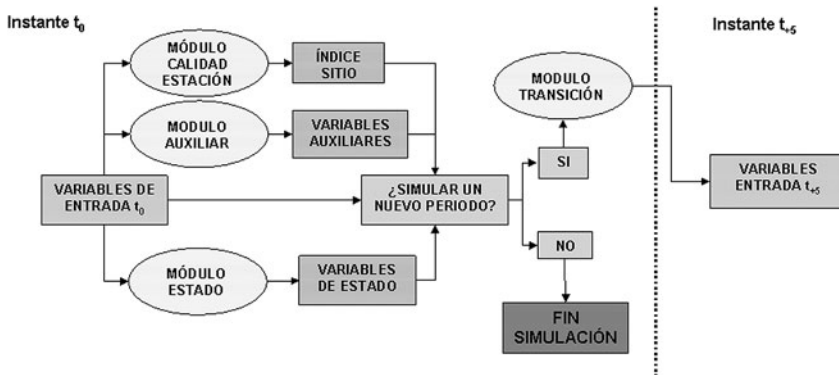 Instante t0
Instante t+5
MÓDULO
CALIDAD
ESTACIÓN
ÍNDICE
SITIO
MODULO
TRANSICIÓN
MODULO
AUXILIAR
VARIABLES
AUXILIARES
SI
VARIABLES DE
ENTRADA t0
¿SIMULAR UN
NUEVO PERIODO?
VARIABLES
ENTRADA t+5
NO
MÓDULO
ESTADO
VARIABLES
DE ESTADO
FIN
SIMULACIÓN